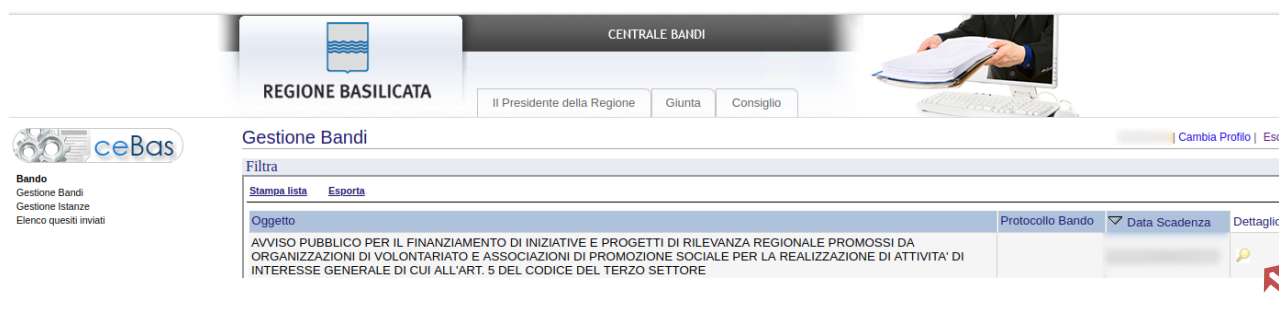 CENTRALE BANDI
REGIONE BASILICATA
Il Presidente della Regione
Giunta
Consiglio
ceBas
Gestione Bandi
| Cambia Profilo |
Bando
Gestione Bandi
Gestione Istanze
Elenco quesiti inviati
Filtra
Stampa lista Esporta
Oggetto Protocollo Bando Data Scadenza Dettaglio
AVVISO PUBBLICO PER IL FINANZIAMENTO DI INIZIATIVE E PROGETTI DI RILEVANZA REGIONALE PROMOSSI DA
ORGANIZZAZIONI DI VOLONTARIATO E ASSOCIAZIONI DI PROMOZIONE SOCIALE PER LA REALIZZAZIONE DI ATTIVITA' DI
INTERESSE GENERALE DI CUI ALL'ART. 5 DEL CODICE DEL TERZO SETTORE